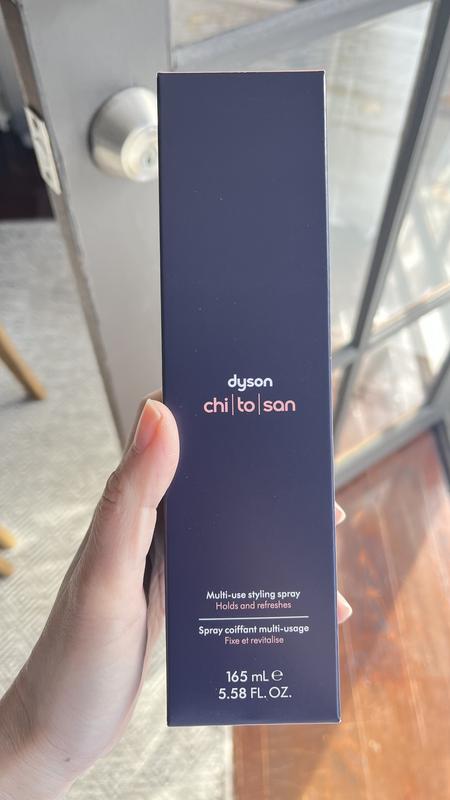 dyson
chi|to|san
Multi-use styling spray
Holds and refreshes
Spray coiffant multi-usage
Fixe et revitalise
165 mL ℮
5.58 FL. OZ.